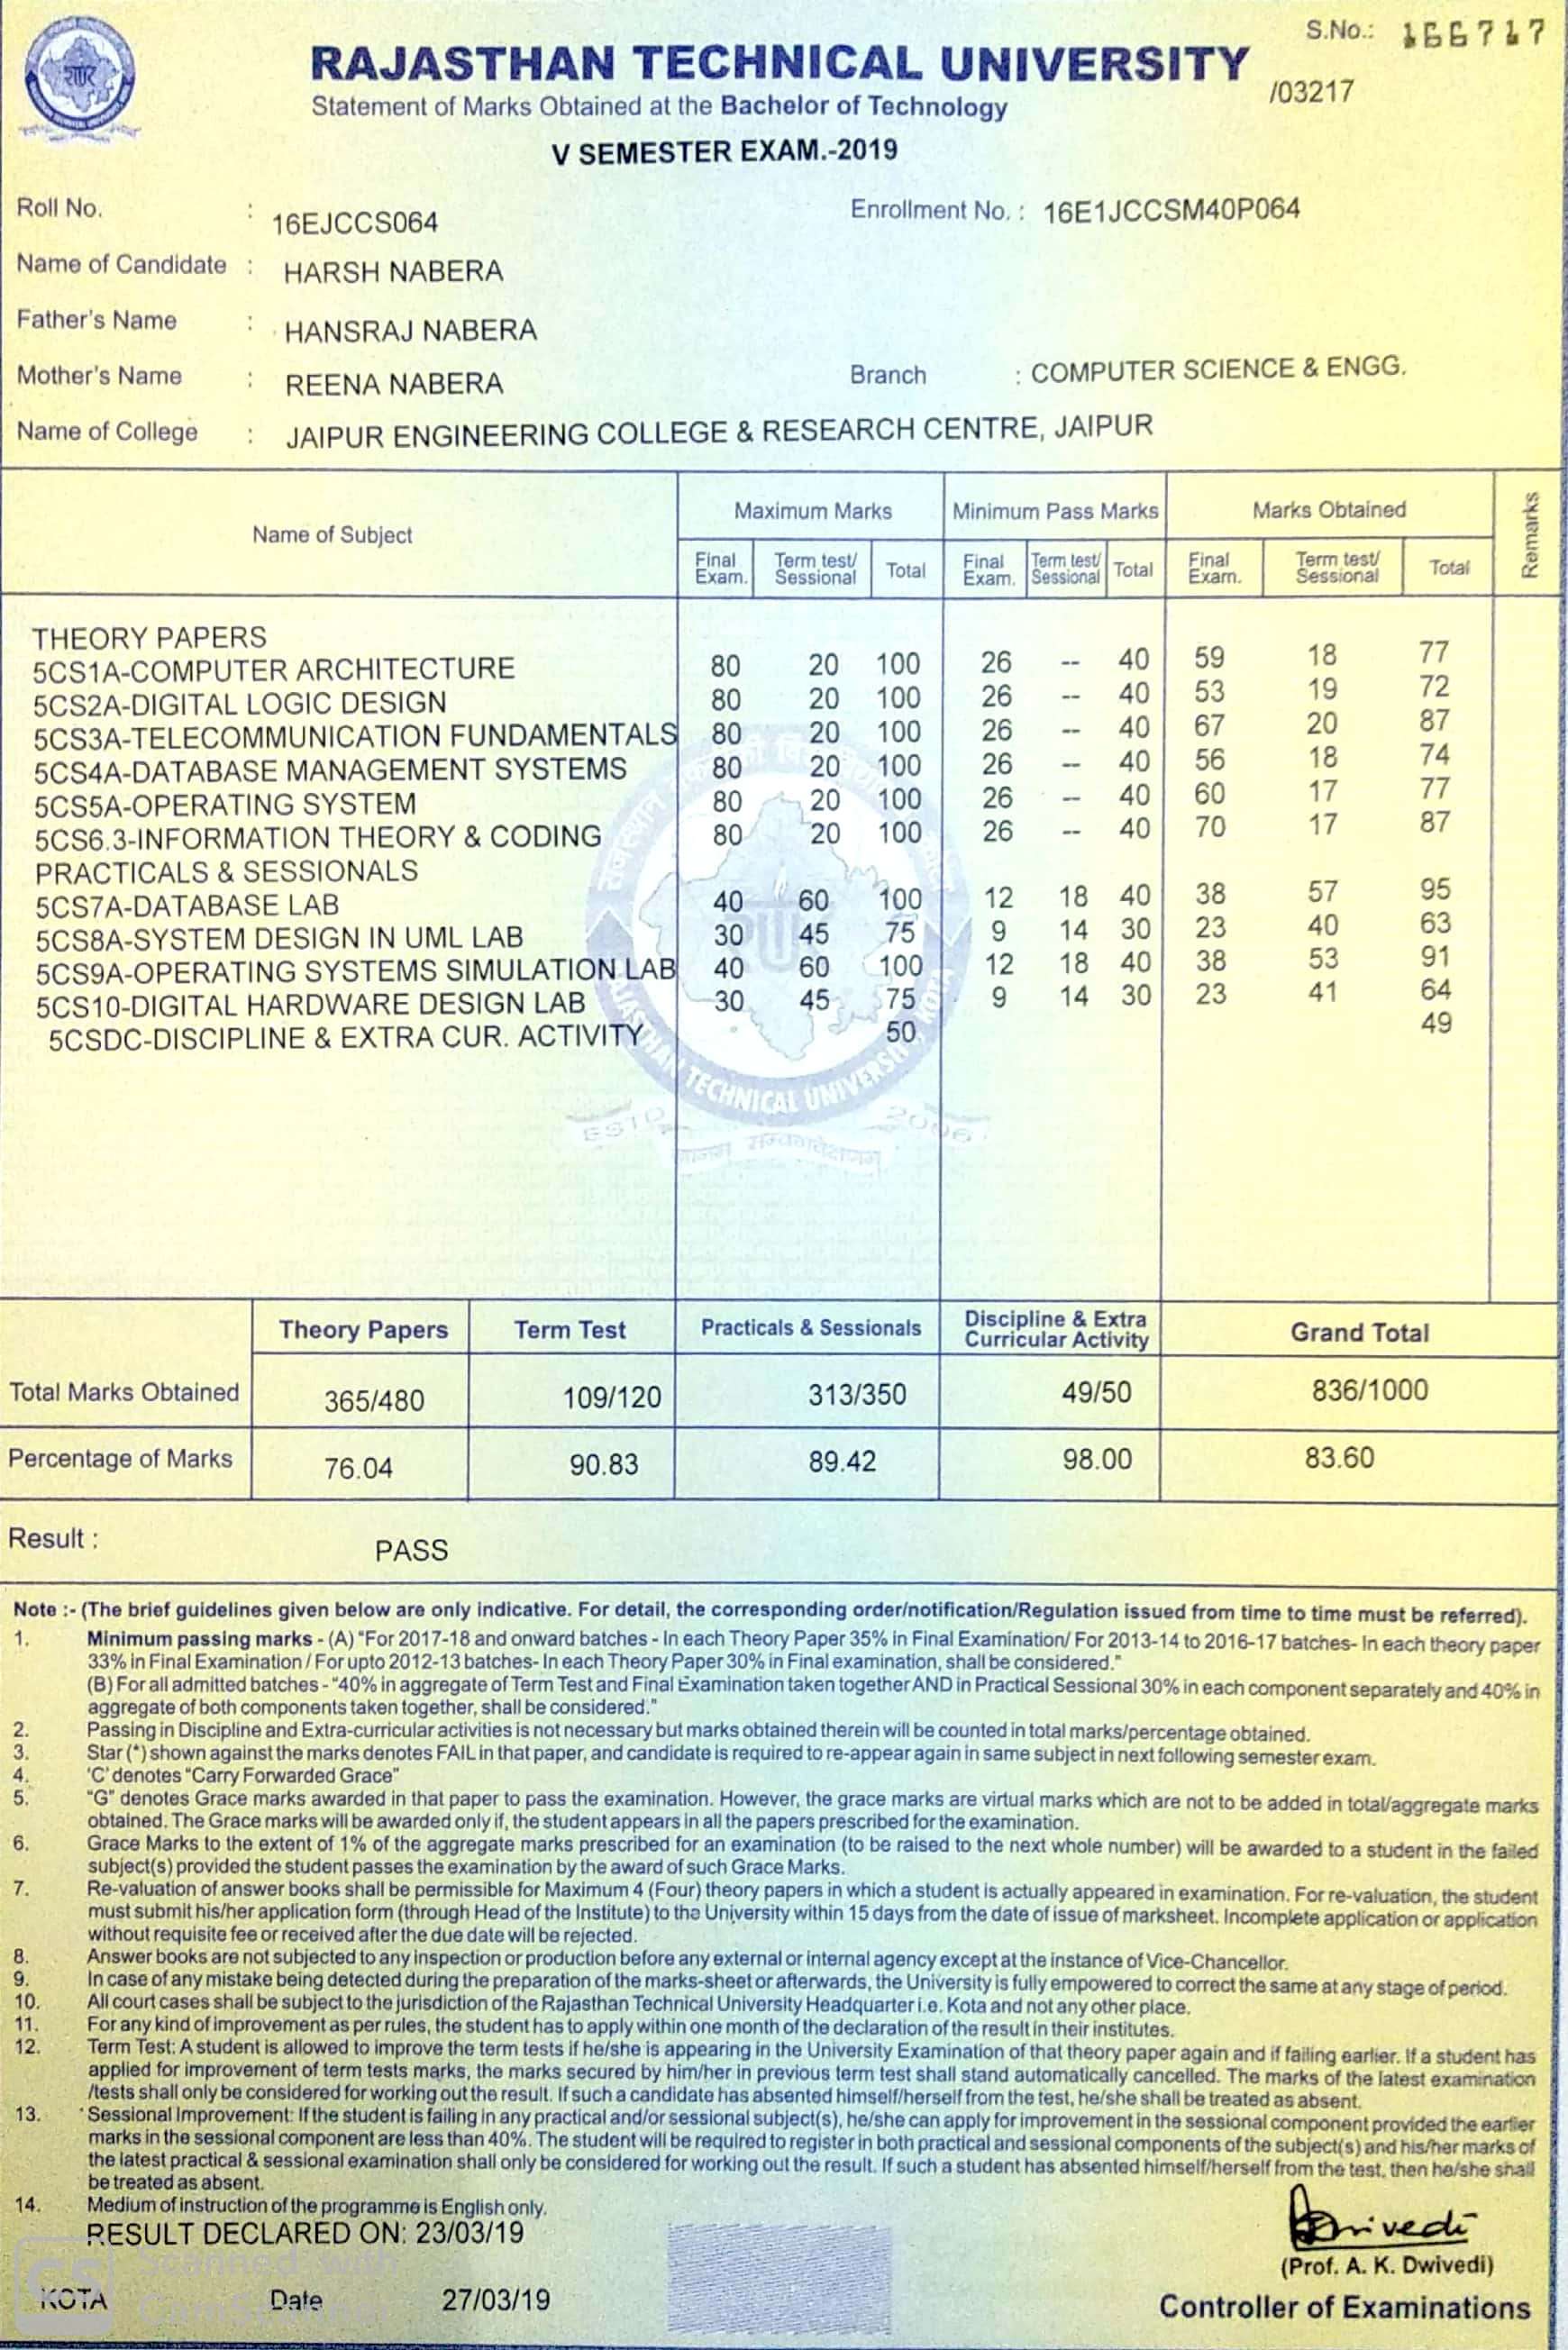 S.No.: 166717
RAJASTHAN TECHNICAL UNIVERSITY
/03217
Statement of Marks Obtained at the Bachelor of Technology
V SEMESTER EXAM.-2019
Roll No. : 16EJCCS064 Enrollment No. : 16E1JCCSM40P064
Name of Candidate : HARSH NABERA
Father's Name : HANSRAJ NABERA
Mother's Name : REENA NABERA Branch : COMPUTER SCIENCE & ENGG.
Name of College : JAIPUR ENGINEERING COLLEGE & RESEARCH CENTRE, JAIPUR
Name of Subject Maximum Marks Minimum Pass Marks Marks Obtained Remarks
Final Exam. Term test/ Sessional Total Final Exam. Term test/ Sessional Total Final Exam. Term test/ Sessional Total
THEORY PAPERS
5CS1A-COMPUTER ARCHITECTURE 80 20 100 26 -- 40 59 18 77
5CS2A-DIGITAL LOGIC DESIGN 80 20 100 26 -- 40 53 19 72
5CS3A-TELECOMMUNICATION FUNDAMENTALS 80 20 100 26 -- 40 67 20 87
5CS4A-DATABASE MANAGEMENT SYSTEMS 80 20 100 26 -- 40 56 18 74
5CS5A-OPERATING SYSTEM 80 20 100 26 -- 40 60 17 77
5CS6.3-INFORMATION THEORY & CODING 80 20 100 26 -- 40 70 17 87
PRACTICALS & SESSIONALS
5CS7A-DATABASE LAB 40 60 100 12 18 40 38 57 95
5CS8A-SYSTEM DESIGN IN UML LAB 30 45 75 9 14 30 23 40 63
5CS9A-OPERATING SYSTEMS SIMULATION LAB 40 60 100 12 18 40 38 53 91
5CS10-DIGITAL HARDWARE DESIGN LAB 30 45 75 9 14 30 23 41 64
5CSDC-DISCIPLINE & EXTRA CUR. ACTIVITY 50 49
RAJASTHAN TECHNICAL UNIVERSITY, KOTA
ESTD 2006
Theory Papers Term Test Practicals & Sessionals Discipline & Extra Curricular Activity Grand Total
Total Marks Obtained 365/480 109/120 313/350 49/50 836/1000
Percentage of Marks 76.04 90.83 89.42 98.00 83.60
Result : PASS
Note :- (The brief guidelines given below are only indicative. For detail, the corresponding order/notification/Regulation issued from time to time must be referred).
1. Minimum passing marks - (A) "For 2017-18 and onward batches - In each Theory Paper 35% in Final Examination/ For 2013-14 to 2016-17 batches- In each theory paper
33% in Final Examination / For upto 2012-13 batches- In each Theory Paper 30% in Final examination, shall be considered."
(B) For all admitted batches - "40% in aggregate of Term Test and Final Examination taken together AND in Practical Sessional 30% in each component separately and 40% in
aggregate of both components taken together, shall be considered."
2. Passing in Discipline and Extra-curricular activities is not necessary but marks obtained therein will be counted in total marks/percentage obtained.
3. Star (*) shown against the marks denotes FAIL in that paper, and candidate is required to re-appear again in same subject in next following semester exam.
4. 'C' denotes "Carry Forwarded Grace"
5. "G" denotes Grace marks awarded in that paper to pass the examination. However, the grace marks are virtual marks which are not to be added in total/aggregate marks
obtained. The Grace marks will be awarded only if, the student appears in all the papers prescribed for the examination.
6. Grace Marks to the extent of 1% of the aggregate marks prescribed for an examination (to be raised to the next whole number) will be awarded to a student in the failed
subject(s) provided the student passes the examination by the award of such Grace Marks.
7. Re-valuation of answer books shall be permissible for Maximum 4 (Four) theory papers in which a student is actually appeared in examination. For re-valuation, the student
must submit his/her application form (through Head of the Institute) to the University within 15 days from the date of issue of marksheet. Incomplete application or application
without requisite fee or received after the due date will be rejected.
8. Answer books are not subjected to any inspection or production before any external or internal agency except at the instance of Vice-Chancellor.
9. In case of any mistake being detected during the preparation of the marks-sheet or afterwards, the University is fully empowered to correct the same at any stage of period.
10. All court cases shall be subject to the jurisdiction of the Rajasthan Technical University Headquarter i.e. Kota and not any other place.
11. For any kind of improvement as per rules, the student has to apply within one month of the declaration of the result in their institutes.
12. Term Test: A student is allowed to improve the term tests if he/she is appearing in the University Examination of that theory paper again and if failing earlier. If a student has
applied for improvement of term tests marks, the marks secured by him/her in previous term test shall stand automatically cancelled. The marks of the latest examination
/tests shall only be considered for working out the result. If such a candidate has absented himself/herself from the test, he/she shall be treated as absent.
13. Sessional Improvement: If the student is failing in any practical and/or sessional subject(s), he/she can apply for improvement in the sessional component provided the earlier
marks in the sessional component are less than 40%. The student will be required to register in both practical and sessional components of the subject(s) and his/her marks of
the latest practical & sessional examination shall only be considered for working out the result. If such a student has absented himself/herself from the test, then he/she shall
be treated as absent.
14. Medium of instruction of the programme is English only.
RESULT DECLARED ON: 23/03/19
Dwivedi
(Prof. A. K. Dwivedi)
CS Scanned with CamScanner
KOTA Date 27/03/19
Controller of Examinations